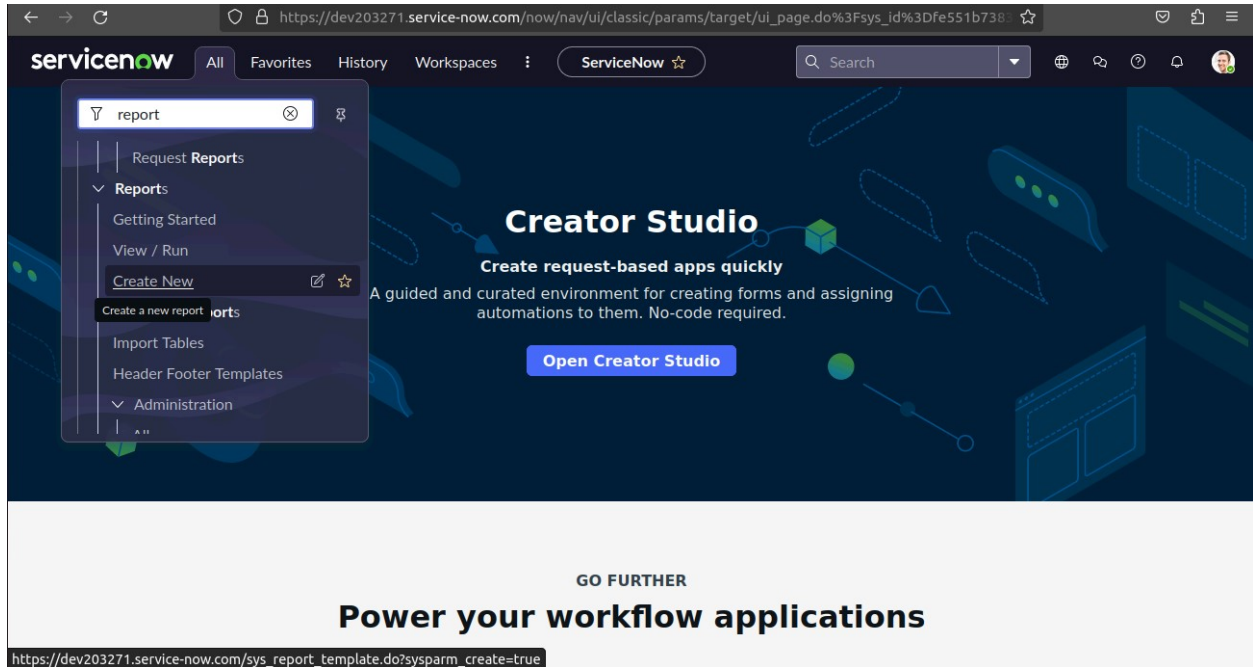 https://dev203271.service-now.com/now/nav/ui/classic/params/target/ui_page.do%3Fsys_id%3Dfe551b7383
servicenow
All
Favorites
History
Workspaces
ServiceNow
Search
report
Request Reports
Reports
Getting Started
View / Run
Create New
Create a new report
orts
Import Tables
Header Footer Templates
Administration
All
Creator Studio
Create request-based apps quickly
A guided and curated environment for creating forms and assigning
automations to them. No-code required.
Open Creator Studio
GO FURTHER
Power your workflow applications
https://dev203271.service-now.com/sys_report_template.do?sysparm_create=true